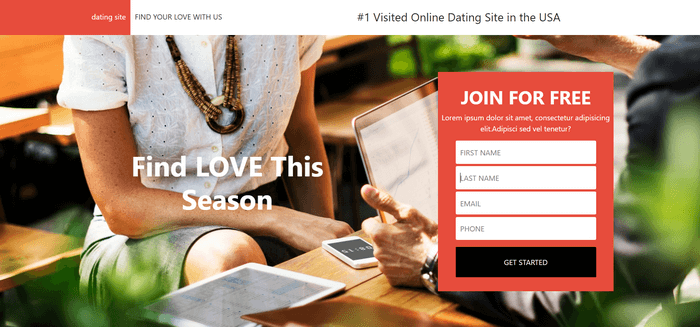 dating site
FIND YOUR LOVE WITH US
#1 Visited Online Dating Site in the USA
Find LOVE This
Season
JOIN FOR FREE
Lorem ipsum dolor sit amet, consectetur adipisicing
elit.Adipisci sed vel tenetur?
FIRST NAME
LAST NAME
EMAIL
PHONE
GET STARTED